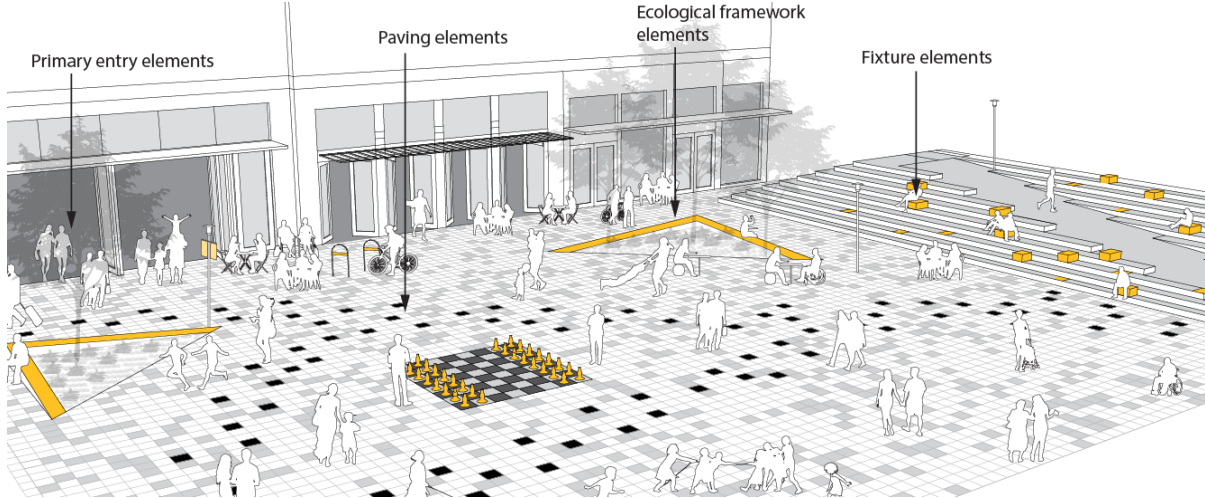 Primary entry elements
Paving elements
Ecological framework
elements
Fixture elements